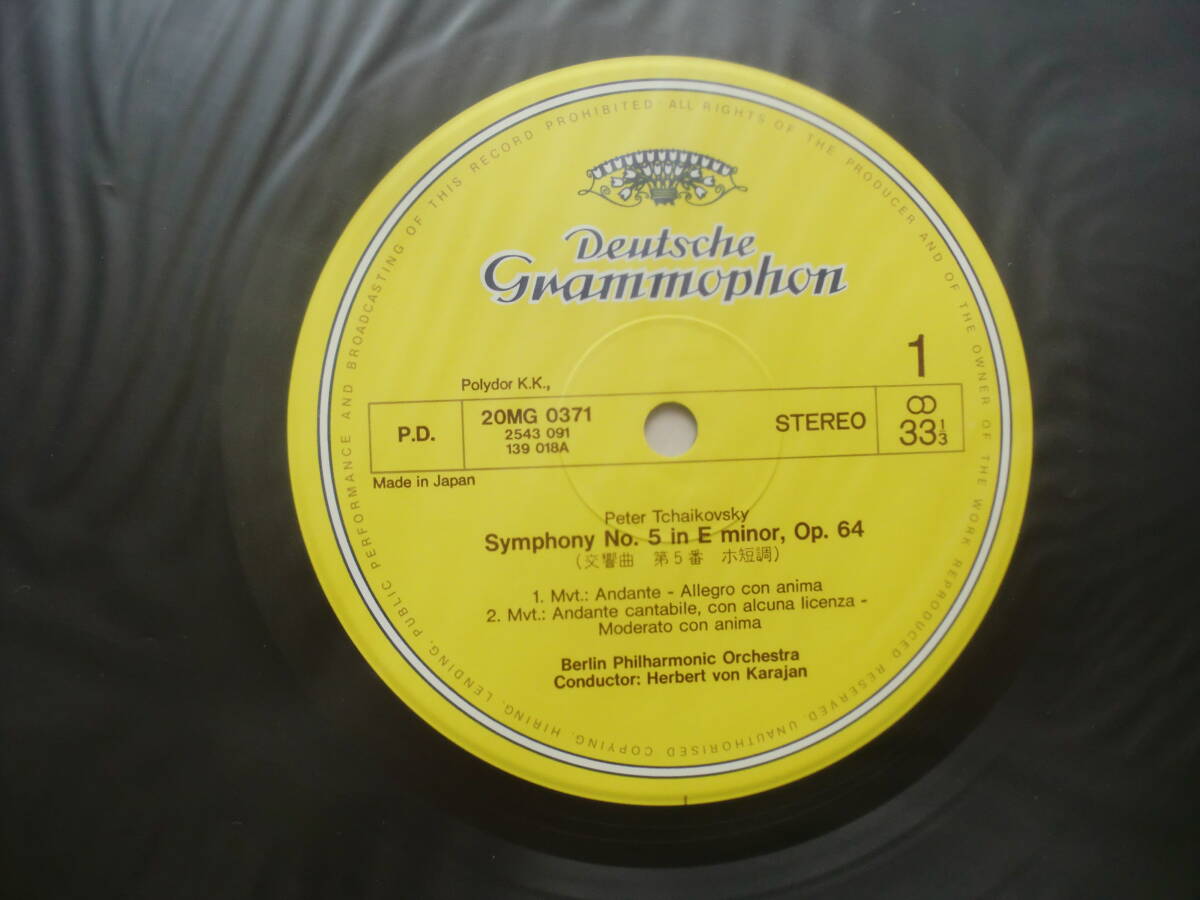 ALL RIGHTS OF THE PRODUCER AND OF THE OWNER OF THE WORK REPRODUCED RESERVED. UNAUTHORISED COPYING, HIRING, LENDING, PUBLIC PERFORMANCE AND BROADCASTING OF THIS RECORD PROHIBITED·
Deutsche
Grammophon
1
Polydor K.K.,
P.D.
20MG 0371
2543 091
139 018A
STEREO
33⅓
Made in Japan
Peter Tchaikovsky
Symphony No. 5 in E minor, Op. 64
(交響曲 第5番 ホ短調)
1. Mvt.: Andante - Allegro con anima
2. Mvt.: Andante cantabile, con alcuna licenza -
Moderato con anima
Berlin Philharmonic Orchestra
Conductor: Herbert von Karajan